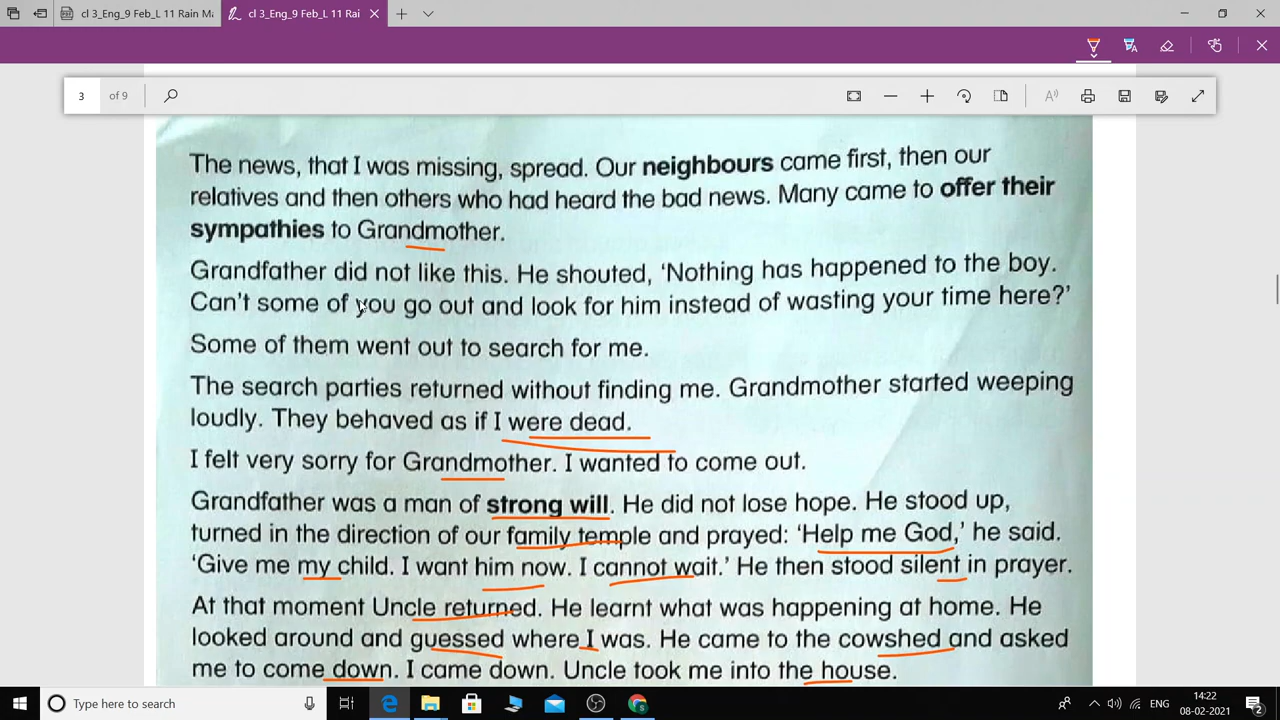 cl 3_Eng_9 Feb_L 11 Rain Ma
cl 3_Eng_9 Feb_L 11 Rai
3 of 9
The news, that I was missing, spread. Our neighbours came first, then our
relatives and then others who had heard the bad news. Many came to offer their
sympathies to Grandmother.
Grandfather did not like this. He shouted, ‘Nothing has happened to the boy.
Can’t some of you go out and look for him instead of wasting your time here?’
Some of them went out to search for me.
The search parties returned without finding me. Grandmother started weeping
loudly. They behaved as if I were dead.
I felt very sorry for Grandmother. I wanted to come out.
Grandfather was a man of strong will. He did not lose hope. He stood up,
turned in the direction of our family temple and prayed: ‘Help me God,’ he said.
‘Give me my child. I want him now. I cannot wait.’ He then stood silent in prayer.
At that moment Uncle returned. He learnt what was happening at home. He
looked around and guessed where I was. He came to the cowshed and asked
me to come down. I came down. Uncle took me into the house.
Type here to search
ENG
14:22
08-02-2021
2